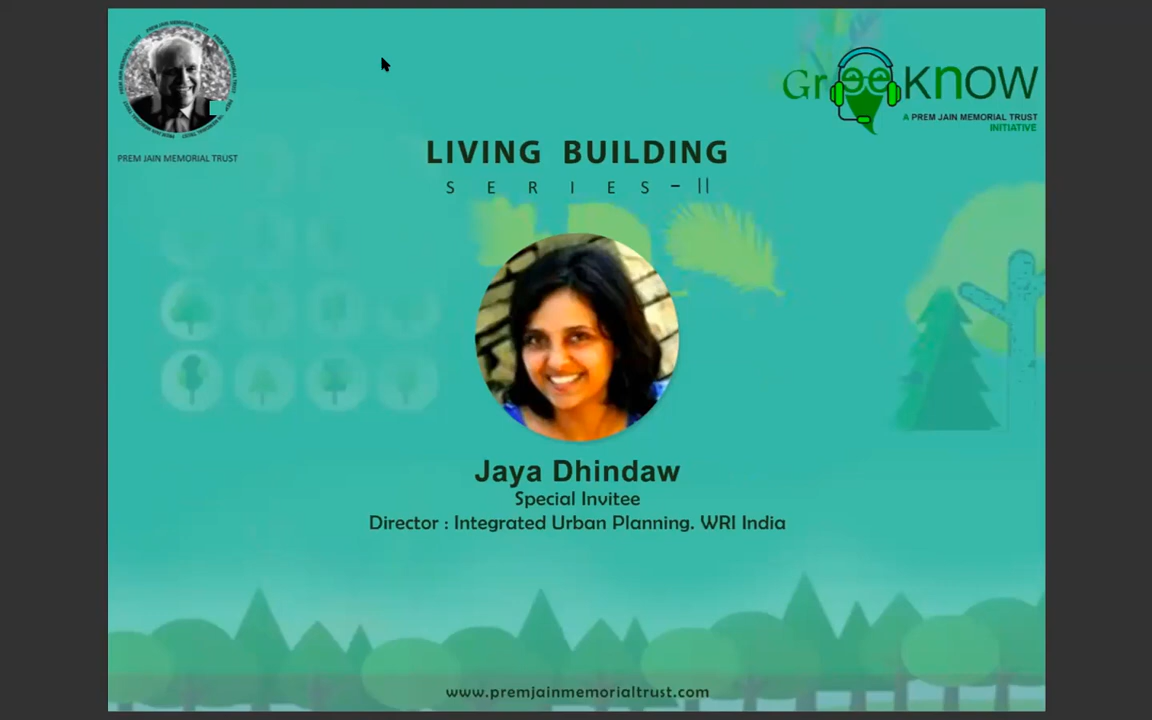 PREM JAIN MEMORIAL TRUST
GreeKNOW
A PREM JAIN MEMORIAL TRUST
INITIATIVE
LIVING BUILDING
SERIES-II
Jaya Dhindaw
Special Invitee
Director : Integrated Urban Planning. WRI India
www.premjainmemorialtrust.com